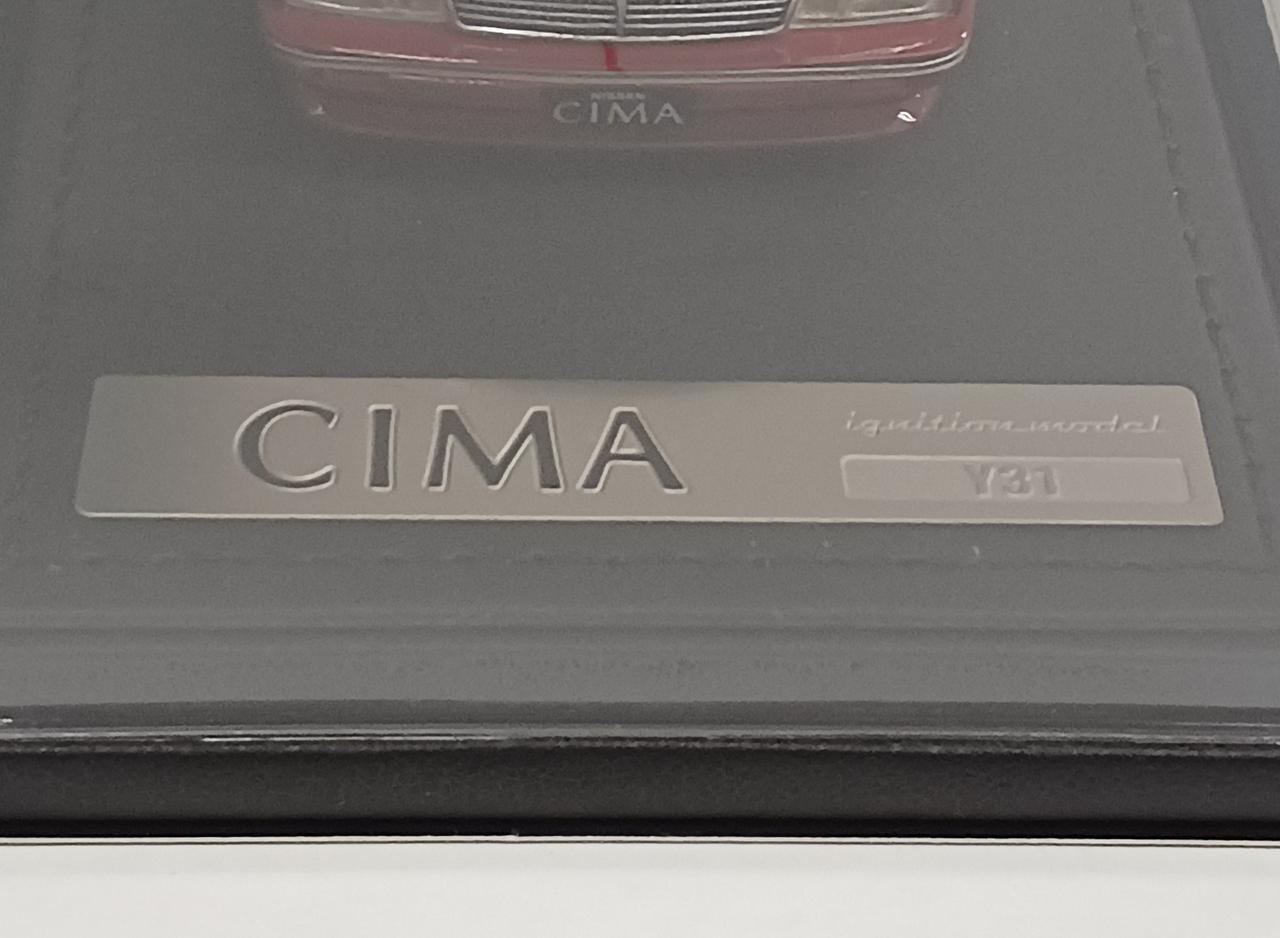 NISSAN
CIMA
CIMA
ignition model
Y31